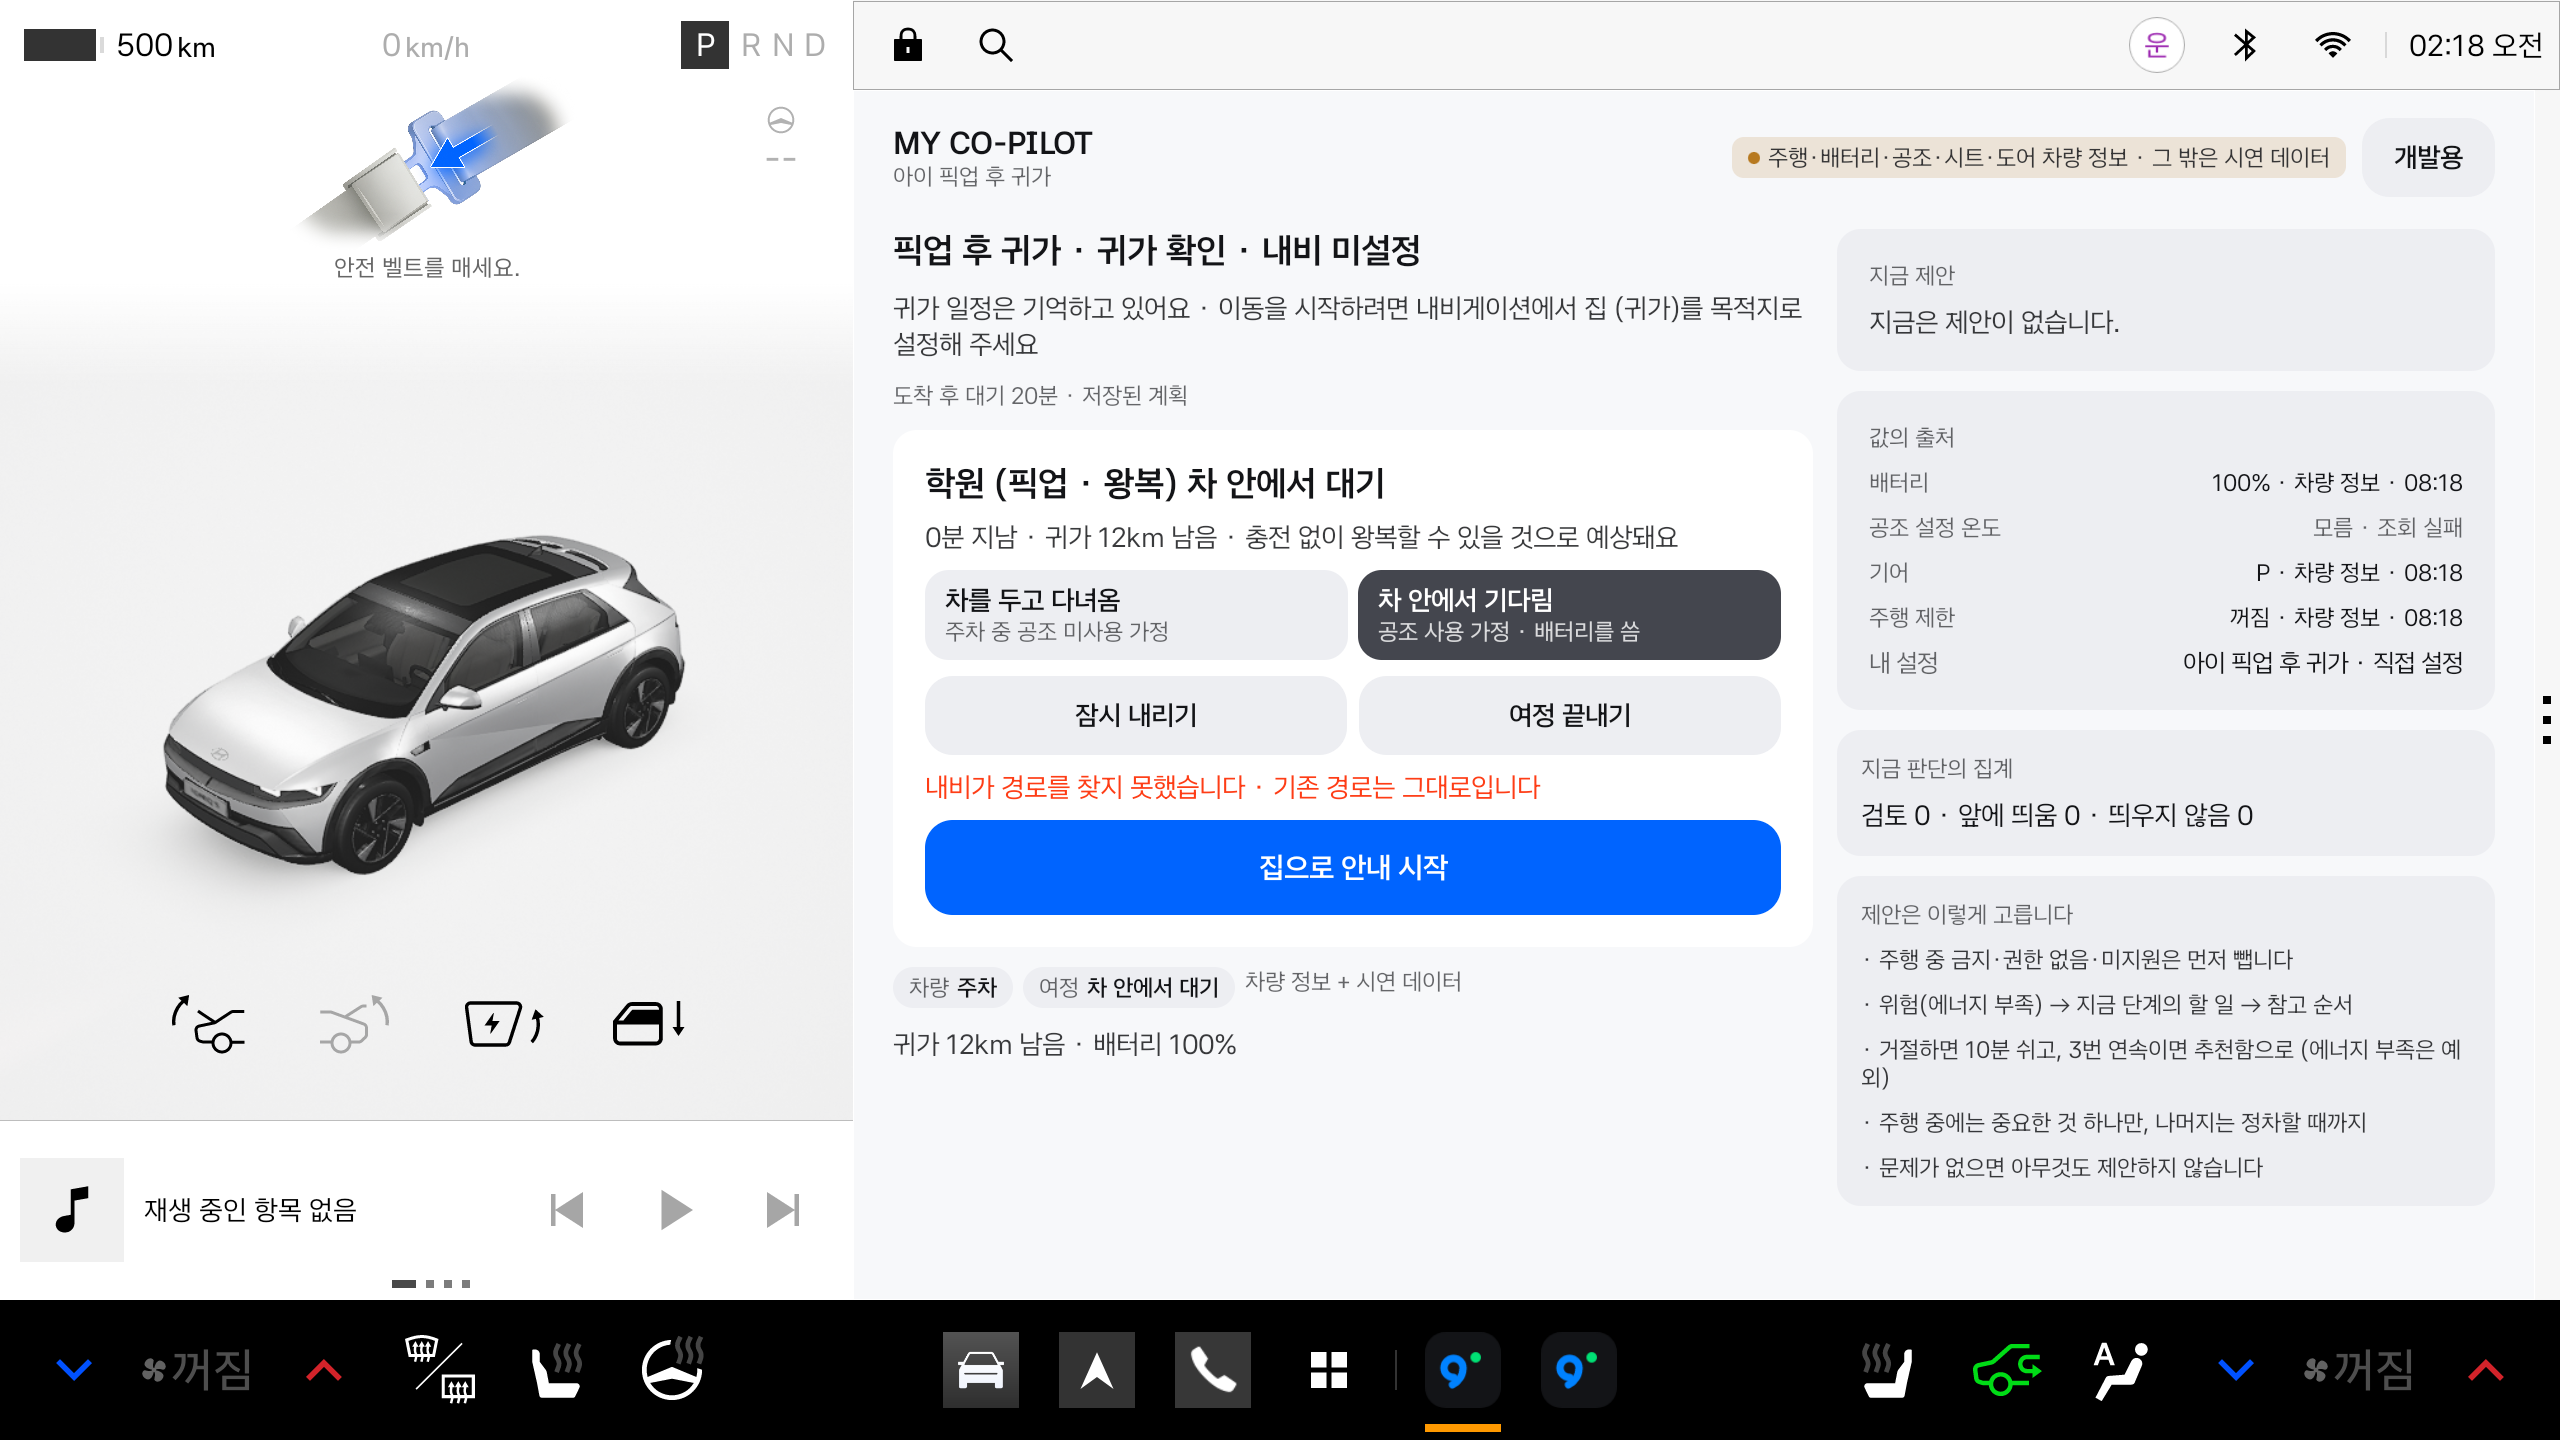 500 km
0 km/h
P R N D
안전 벨트를 매세요.
재생 중인 항목 없음
운
02:18 오전
MY CO-PILOT
아이 픽업 후 귀가
주행·배터리·공조·시트·도어 차량 정보 · 그 밖은 시연 데이터
개발용
픽업 후 귀가 · 귀가 확인 · 내비 미설정
귀가 일정은 기억하고 있어요 · 이동을 시작하려면 내비게이션에서 집 (귀가)를 목적지로
설정해 주세요
도착 후 대기 20분 · 저장된 계획
학원 (픽업 · 왕복) 차 안에서 대기
0분 지남 · 귀가 12km 남음 · 충전 없이 왕복할 수 있을 것으로 예상돼요
차를 두고 다녀옴
주차 중 공조 미사용 가정
차 안에서 기다림
공조 사용 가정 · 배터리를 씀
잠시 내리기
여정 끝내기
내비가 경로를 찾지 못했습니다 · 기존 경로는 그대로입니다
집으로 안내 시작
차량 주차
여정 차 안에서 대기
차량 정보 + 시연 데이터
귀가 12km 남음 · 배터리 100%
지금 제안
지금은 제안이 없습니다.
값의 출처
배터리 100% · 차량 정보 · 08:18
공조 설정 온도 모름 · 조회 실패
기어 P · 차량 정보 · 08:18
주행 제한 꺼짐 · 차량 정보 · 08:18
내 설정 아이 픽업 후 귀가 · 직접 설정
지금 판단의 집계
검토 0 · 앞에 띄움 0 · 띄우지 않음 0
제안은 이렇게 고릅니다
· 주행 중 금지·권한 없음·미지원은 먼저 뺍니다
· 위험(에너지 부족) → 지금 단계의 할 일 → 참고 순서
· 거절하면 10분 쉬고, 3번 연속이면 추천함으로 (에너지 부족은 예
외)
· 주행 중에는 중요한 것 하나만, 나머지는 정차할 때까지
· 문제가 없으면 아무것도 제안하지 않습니다
꺼짐
A
꺼짐